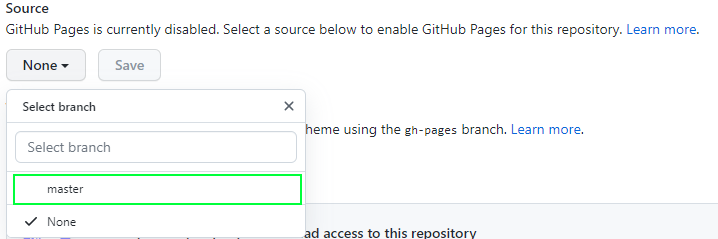 Source
GitHub Pages is currently disabled. Select a source below to enable GitHub Pages for this repository. Learn more.
None Save
Select branch
heme using the gh-pages branch. Learn more.
Select branch
master
None
ad access to this repository